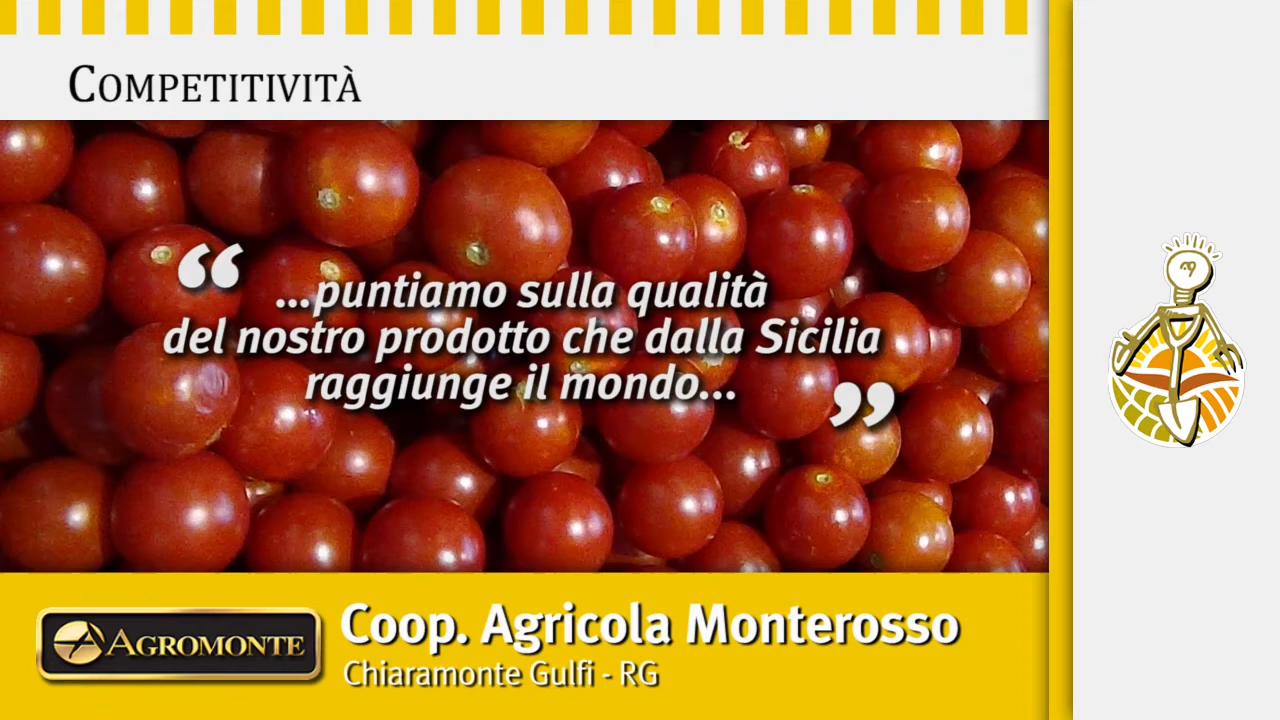 COMPETITIVITÀ
“ ...puntiamo sulla qualità
del nostro prodotto che dalla Sicilia
raggiunge il mondo... ”
AGROMONTE
Coop. Agricola Monterosso
Chiaramonte Gulfi - RG